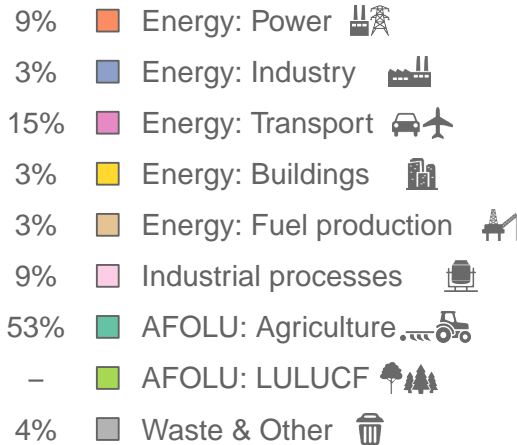 9% Energy: Power
3% Energy: Industry
15% Energy: Transport
3% Energy: Buildings
3% Energy: Fuel production
9% Industrial processes
53% AFOLU: Agriculture
– AFOLU: LULUCF
4% Waste & Other